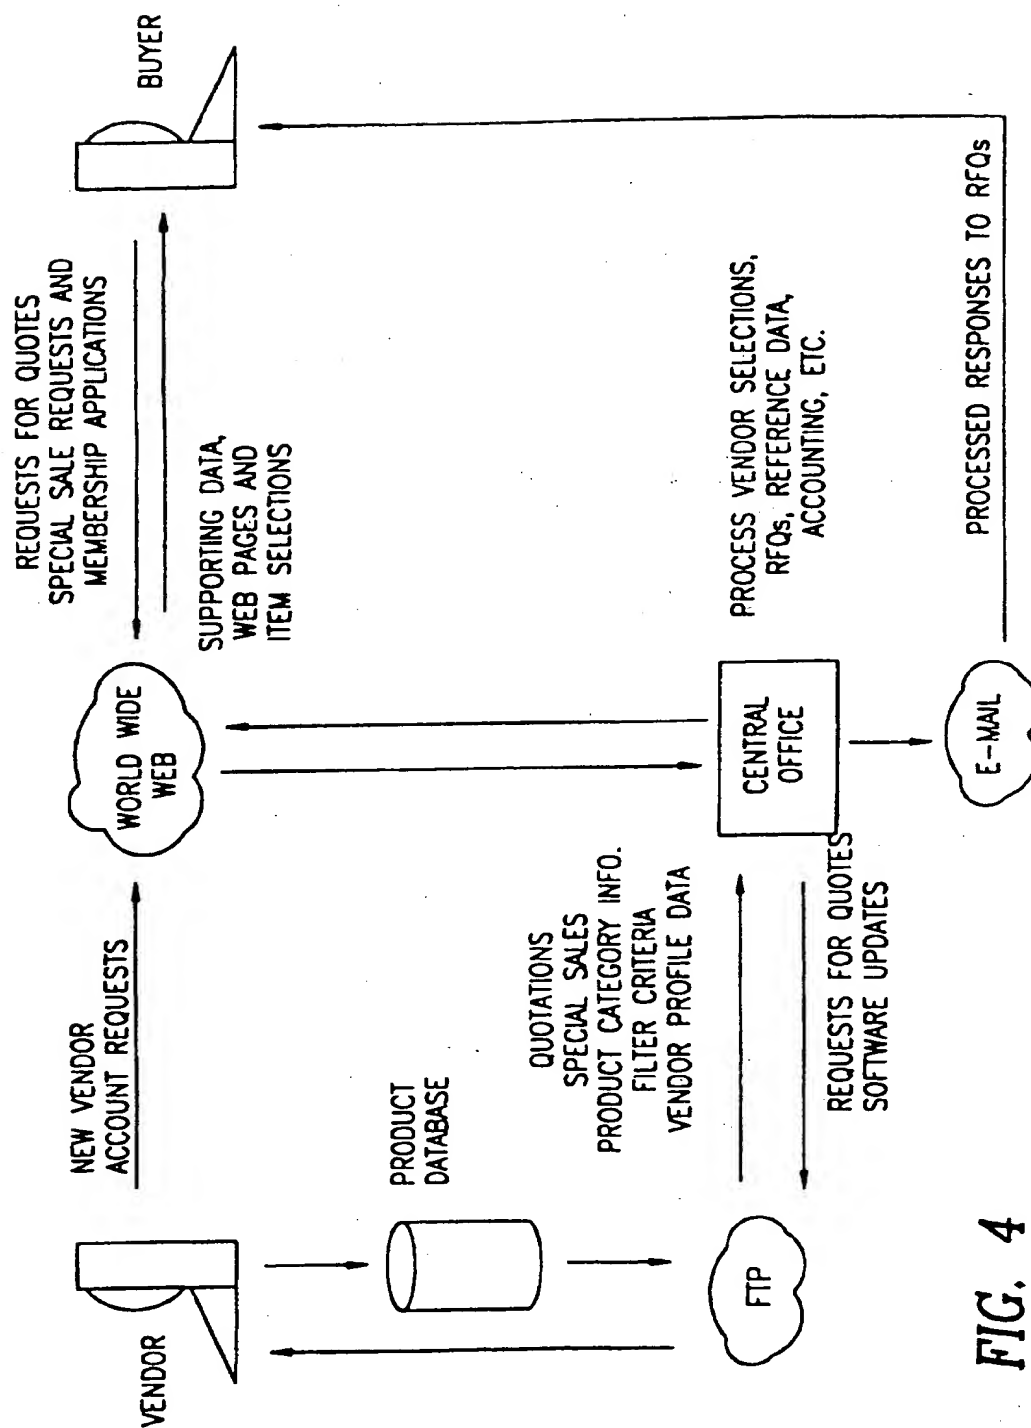 VENDOR
NEW VENDOR
ACCOUNT REQUESTS
WORLD WIDE
WEB
REQUESTS FOR QUOTES
SPECIAL SALE REQUESTS AND
MEMBERSHIP APPLICATIONS
BUYER
SUPPORTING DATA,
WEB PAGES AND
ITEM SELECTIONS
PRODUCT
DATABASE
QUOTATIONS
SPECIAL SALES
PRODUCT CATEGORY INFO.
FILTER CRITERIA
VENDOR PROFILE DATA
FTP
REQUESTS FOR QUOTES
SOFTWARE UPDATES
CENTRAL
OFFICE
PROCESS VENDOR SELECTIONS,
RFQs, REFERENCE DATA,
ACCOUNTING, ETC.
E-MAIL
PROCESSED RESPONSES TO RFQs
FIG. 4